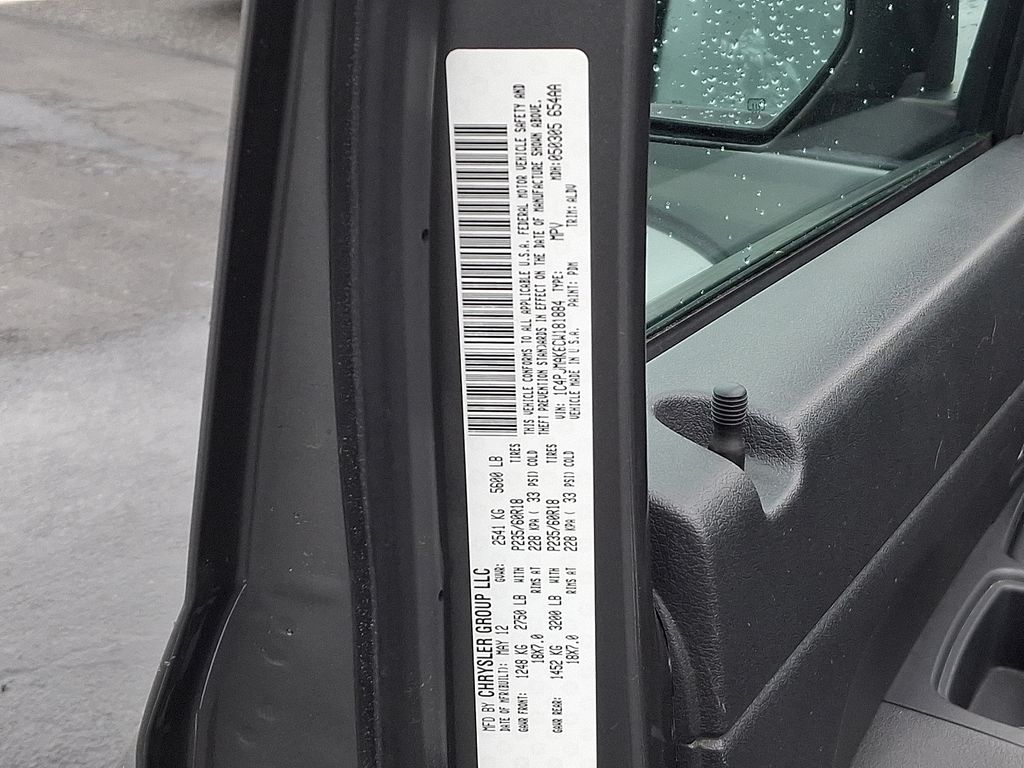 MFD BY CHRYSLER GROUP LLC
DATE OF MFR(BUILT): MAY 12 GVWR: 2541 KG 5600 LB
GAWR FRONT: 1248 KG 2750 LB WITH P235/60R18 TIRES
18X7.0 RIMS AT 228 KPA ( 33 PSI) COLD
GAWR REAR: 1452 KG 3200 LB WITH P235/60R18 TIRES
18X7.0 RIMS AT 228 KPA ( 33 PSI) COLD
THIS VEHICLE CONFORMS TO ALL APPLICABLE U.S.A. FEDERAL MOTOR VEHICLE SAFETY AND
THEFT PREVENTION STANDARDS IN EFFECT ON THE DATE OF MANUFACTURE SHOWN ABOVE.
VIN: 1C4PJMAKECW181884 TYPE: MPV MDH:050305 654AA
VEHICLE MADE IN U.S.A. PAINT: PDM TRIM: ALDV